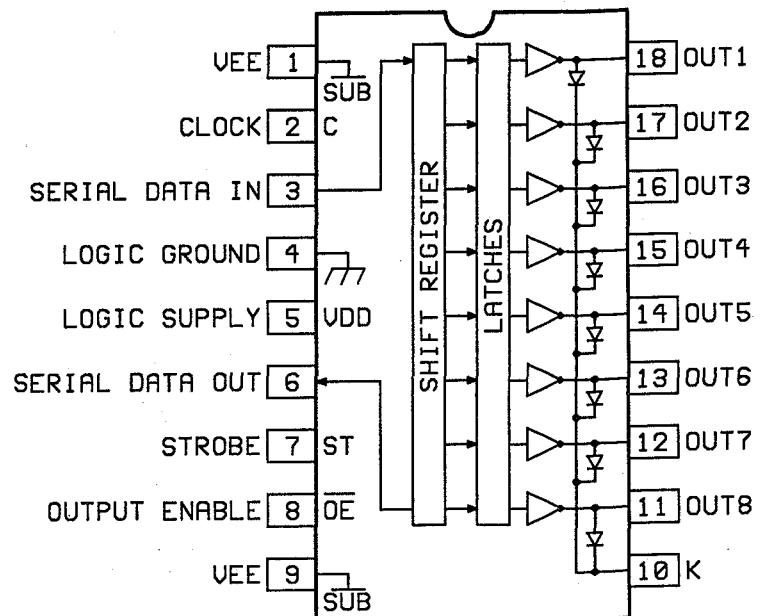 VEE 1 18 OUT1
SUB
CLOCK 2 C 17 OUT2
SERIAL DATA IN 3 16 OUT3
LOGIC GROUND 4 15 OUT4
LOGIC SUPPLY 5 VDD 14 OUT5
SERIAL DATA OUT 6 13 OUT6
STROBE 7 ST 12 OUT7
OUTPUT ENABLE 8 OE 11 OUT8
VEE 9 10 K
SUB
SHIFT REGISTER
LATCHES